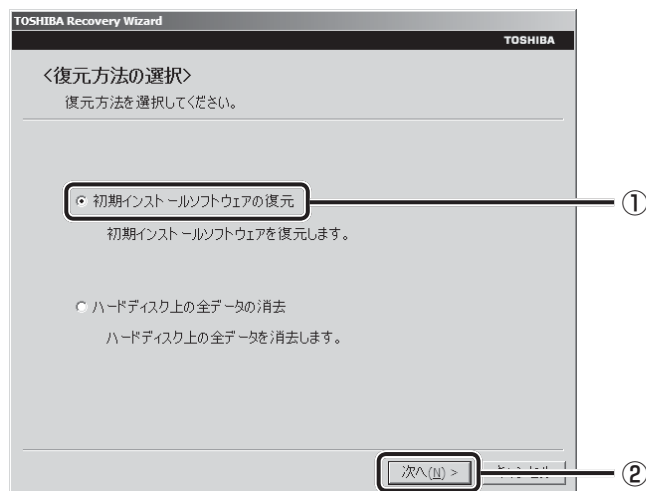 TOSHIBA Recovery Wizard
TOSHIBA
<復元方法の選択>
復元方法を選択してください。
初期インストールソフトウェアの復元
①
初期インストールソフトウェアを復元します。
ハードディスク上の全データの消去
ハードディスク上の全データを消去します。
次へ(N) >
②